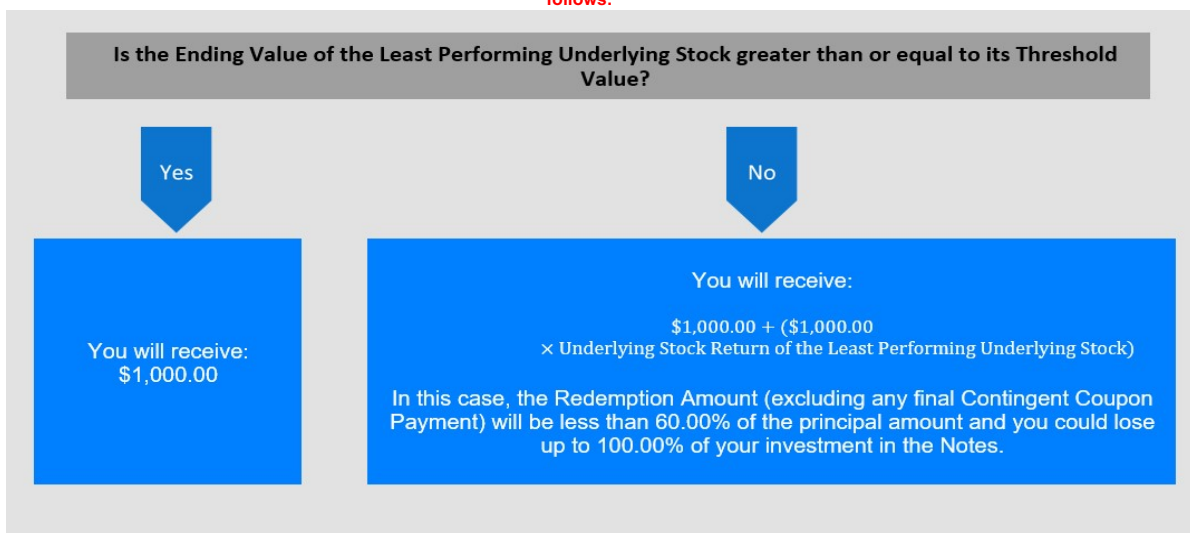 follows:
Is the Ending Value of the Least Performing Underlying Stock greater than or equal to its Threshold
Value?
Yes
No
You will receive:
$1,000.00
You will receive:
$1,000.00 + ($1,000.00
× Underlying Stock Return of the Least Performing Underlying Stock)
In this case, the Redemption Amount (excluding any final Contingent Coupon
Payment) will be less than 60.00% of the principal amount and you could lose
up to 100.00% of your investment in the Notes.